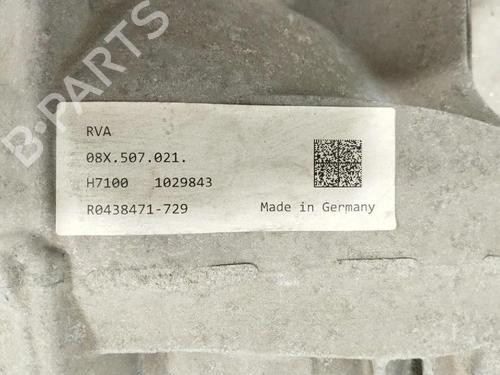 B-PARTS
RVA
08X.507.021.
H7100 1029843
R0438471-729 Made in Germany